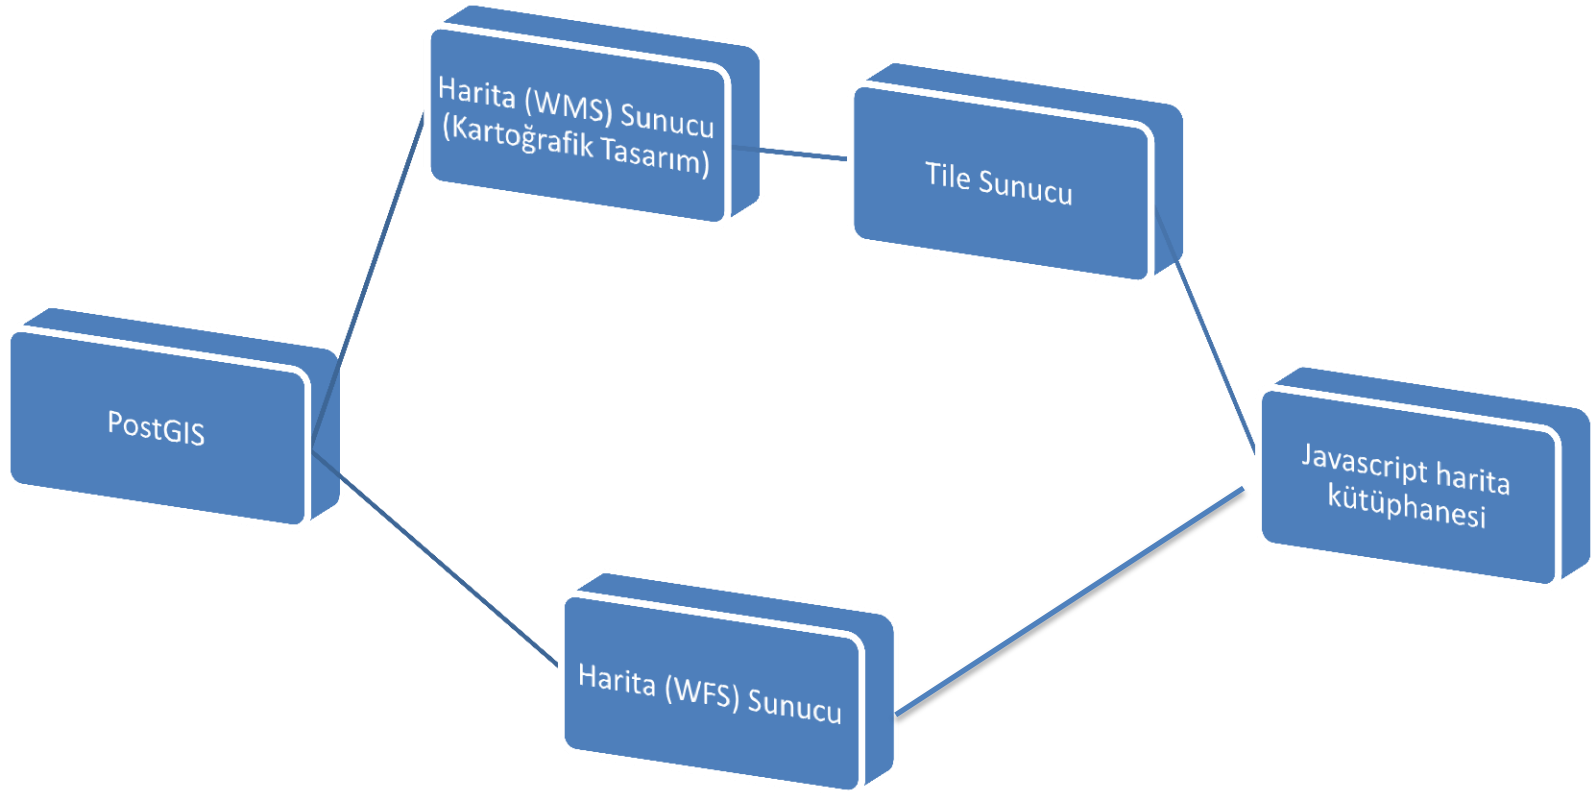 Harita (WMS) Sunucu
(Kartoğrafik Tasarım)
Tile Sunucu
PostGIS
Javascript harita
kütüphanesi
Harita (WFS) Sunucu